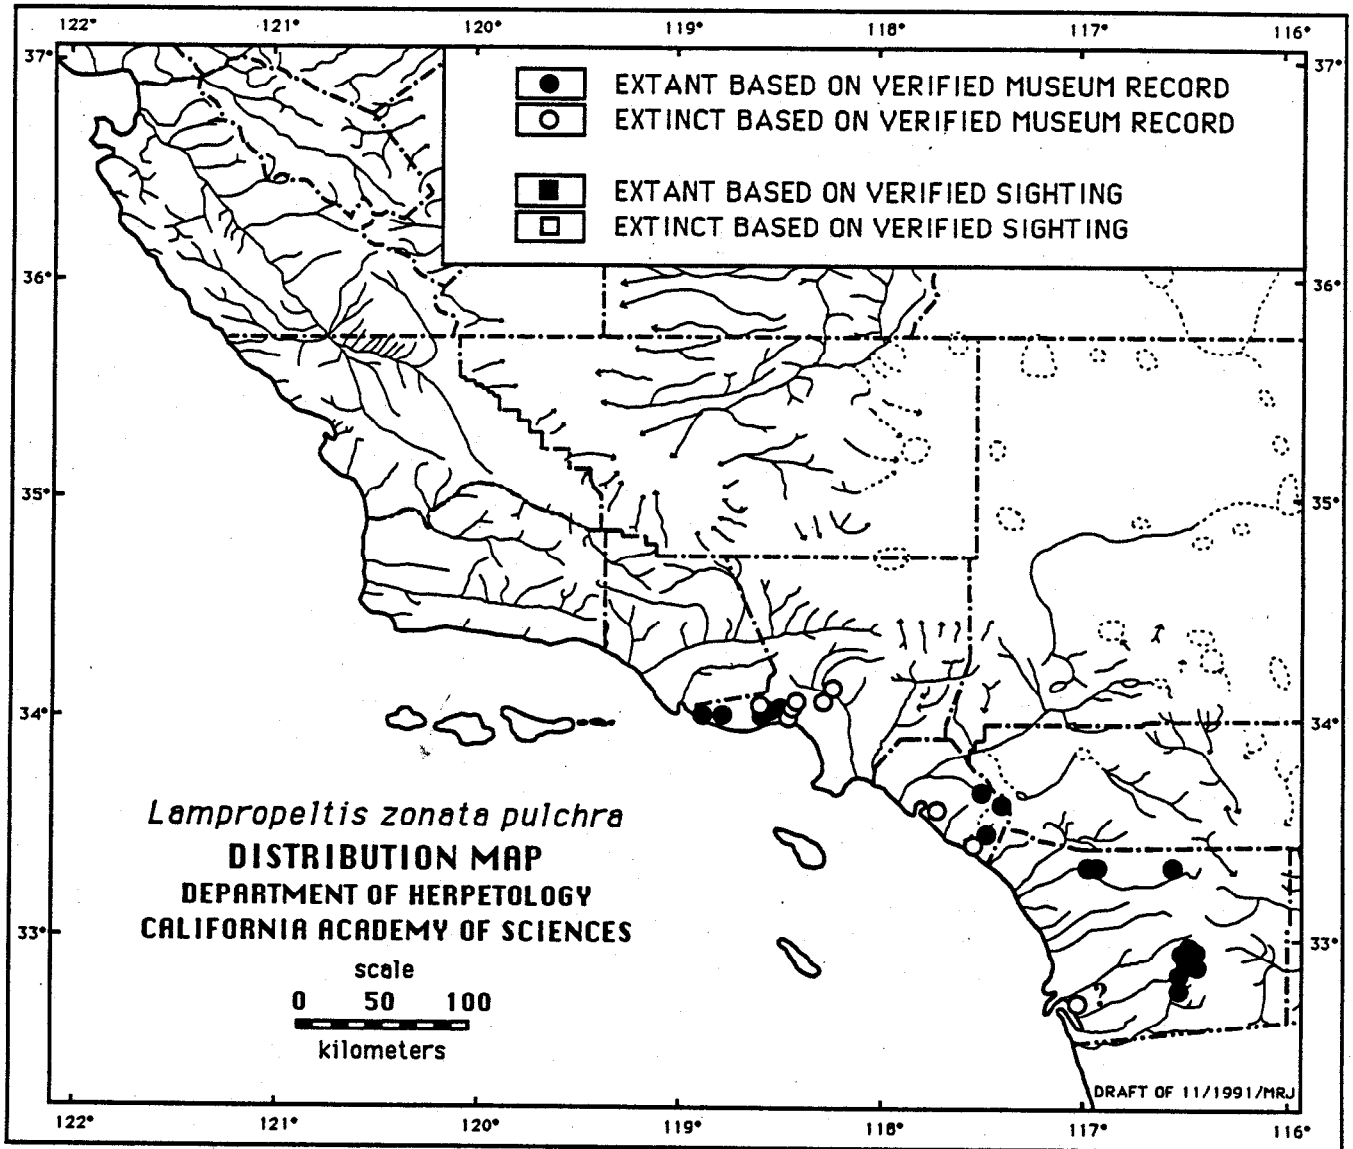 122° 121° 120° 119° 118° 117° 116°
37° 37°
EXTANT BASED ON VERIFIED MUSEUM RECORD
EXTINCT BASED ON VERIFIED MUSEUM RECORD
EXTANT BASED ON VERIFIED SIGHTING
EXTINCT BASED ON VERIFIED SIGHTING
36° 36°
35° 35°
34° 34°
Lampropeltis zonata pulchra
DISTRIBUTION MAP
DEPARTMENT OF HERPETOLOGY
CALIFORNIA ACADEMY OF SCIENCES
33° 33°
scale
0 50 100
kilometers
?
DRAFT OF 11/1991/MRJ
122° 121° 120° 119° 118° 117° 116°